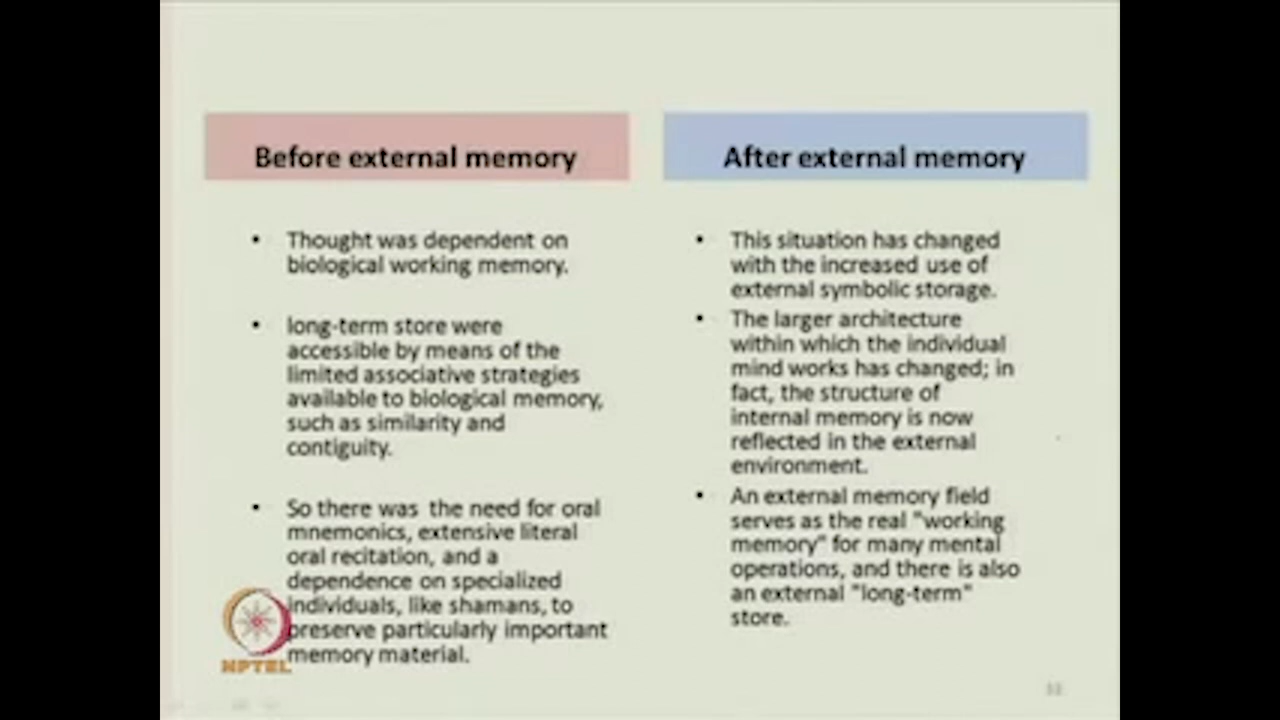 Before external memory
• Thought was dependent on
biological working memory.
• long-term store were
accessible by means of the
limited associative strategies
available to biological memory,
such as similarity and
contiguity.
• So there was the need for oral
mnemonics, extensive literal
oral recitation, and a
dependence on specialized
individuals, like shamans, to
preserve particularly important
memory material.
After external memory
• This situation has changed
with the increased use of
external symbolic storage.
• The larger architecture
within which the individual
mind works has changed; in
fact, the structure of
internal memory is now
reflected in the external
environment.
• An external memory field
serves as the real "working
memory" for many mental
operations, and there is also
an external "long-term"
store.
NPTEL